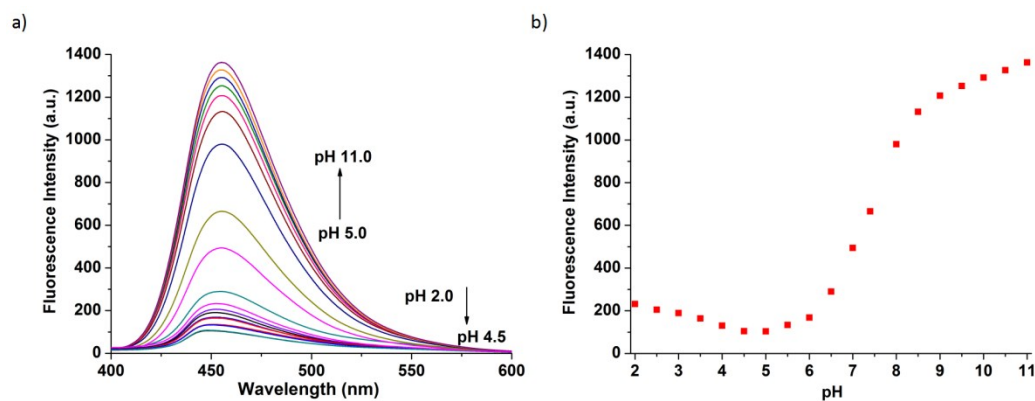 a)
1400
1200
1000
800
600
400
200
0
Fluorescence Intensity (a.u.)
pH 11.0
pH 5.0
pH 2.0
pH 4.5
400
450
500
550
600
Wavelength (nm)
b)
1400
1200
1000
800
600
400
200
0
Fluorescence Intensity (a.u.)
2 3 4 5 6 7 8 9 10 11
pH